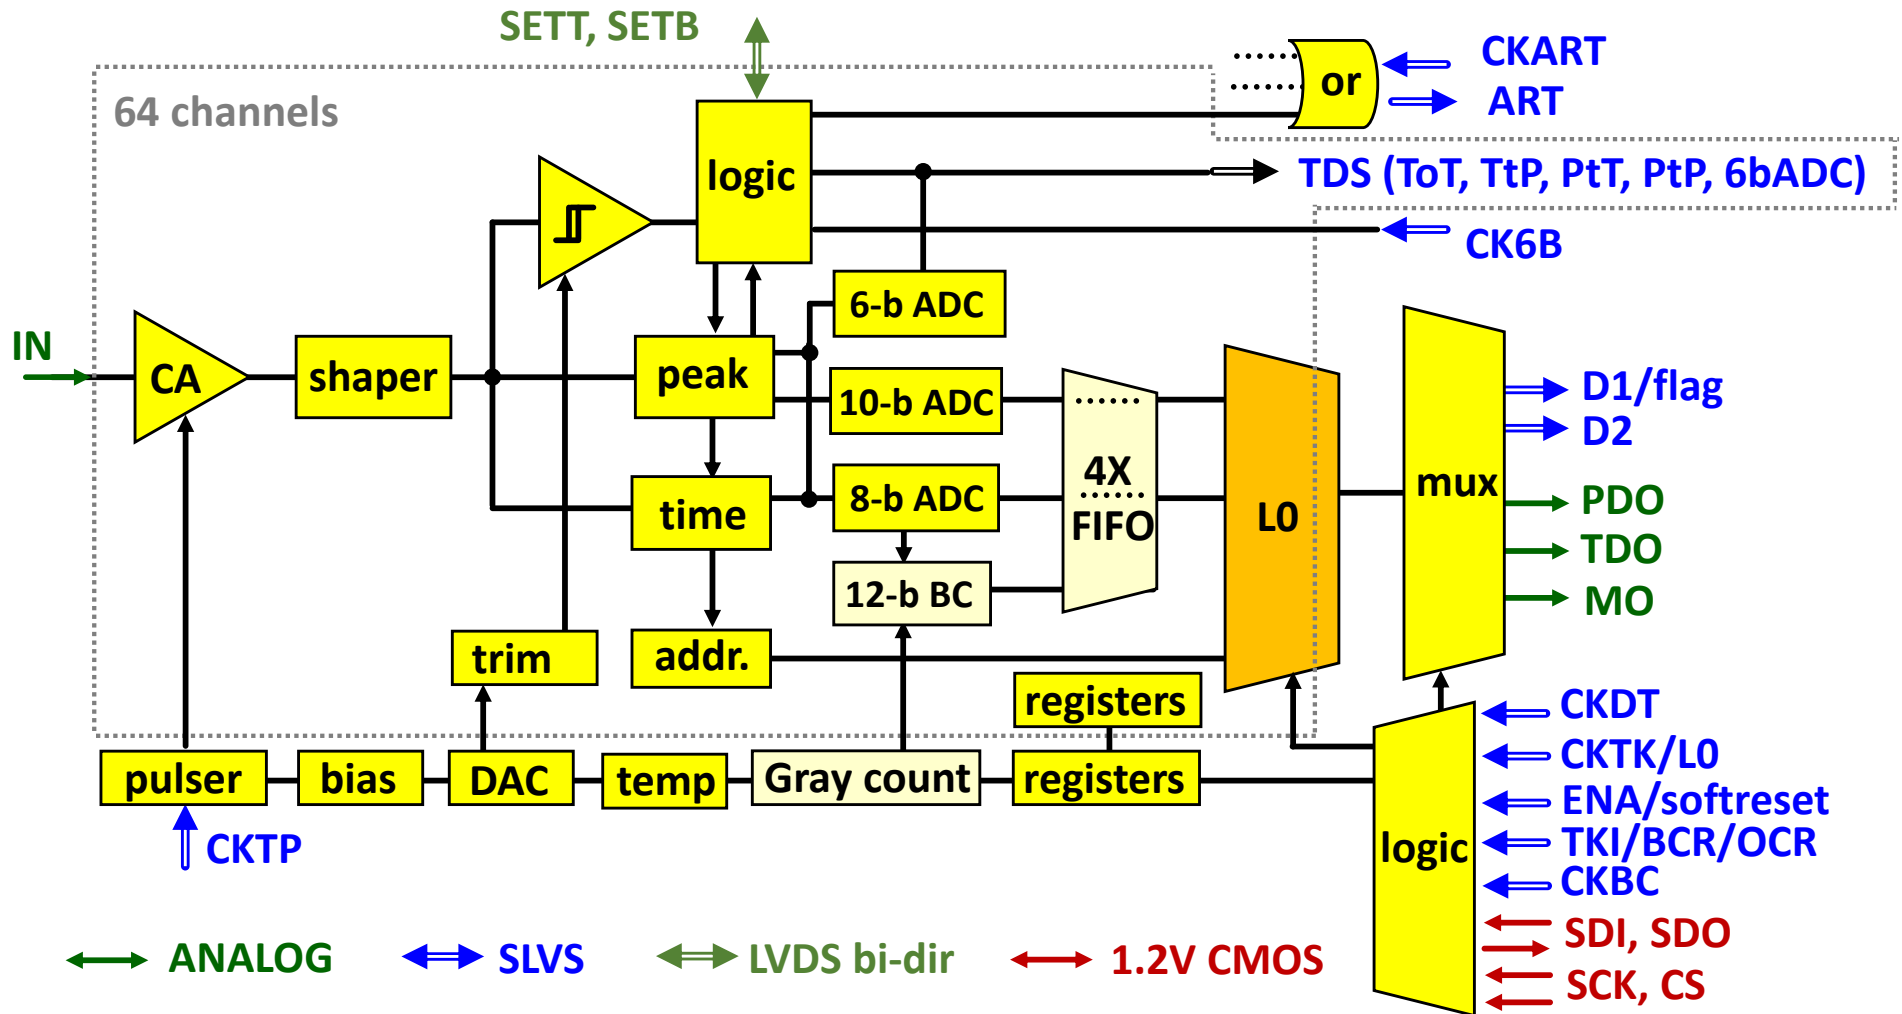 SETT, SETB
CKART
or
ART
64 channels
logic
TDS (ToT, TtP, PtT, PtP, 6bADC)
CK6B
6-b ADC
IN
CA
shaper
peak
10-b ADC
D1/flag
D2
4X
FIFO
8-b ADC
time
L0
mux
PDO
TDO
MO
12-b BC
trim
addr.
registers
CKDT
pulser
bias
DAC
temp
Gray count
registers
CKTK/L0
ENA/softreset
CKTP
logic
TKI/BCR/OCR
CKBC
SDI, SDO
SCK, CS
ANALOG
SLVS
LVDS bi-dir
1.2V CMOS